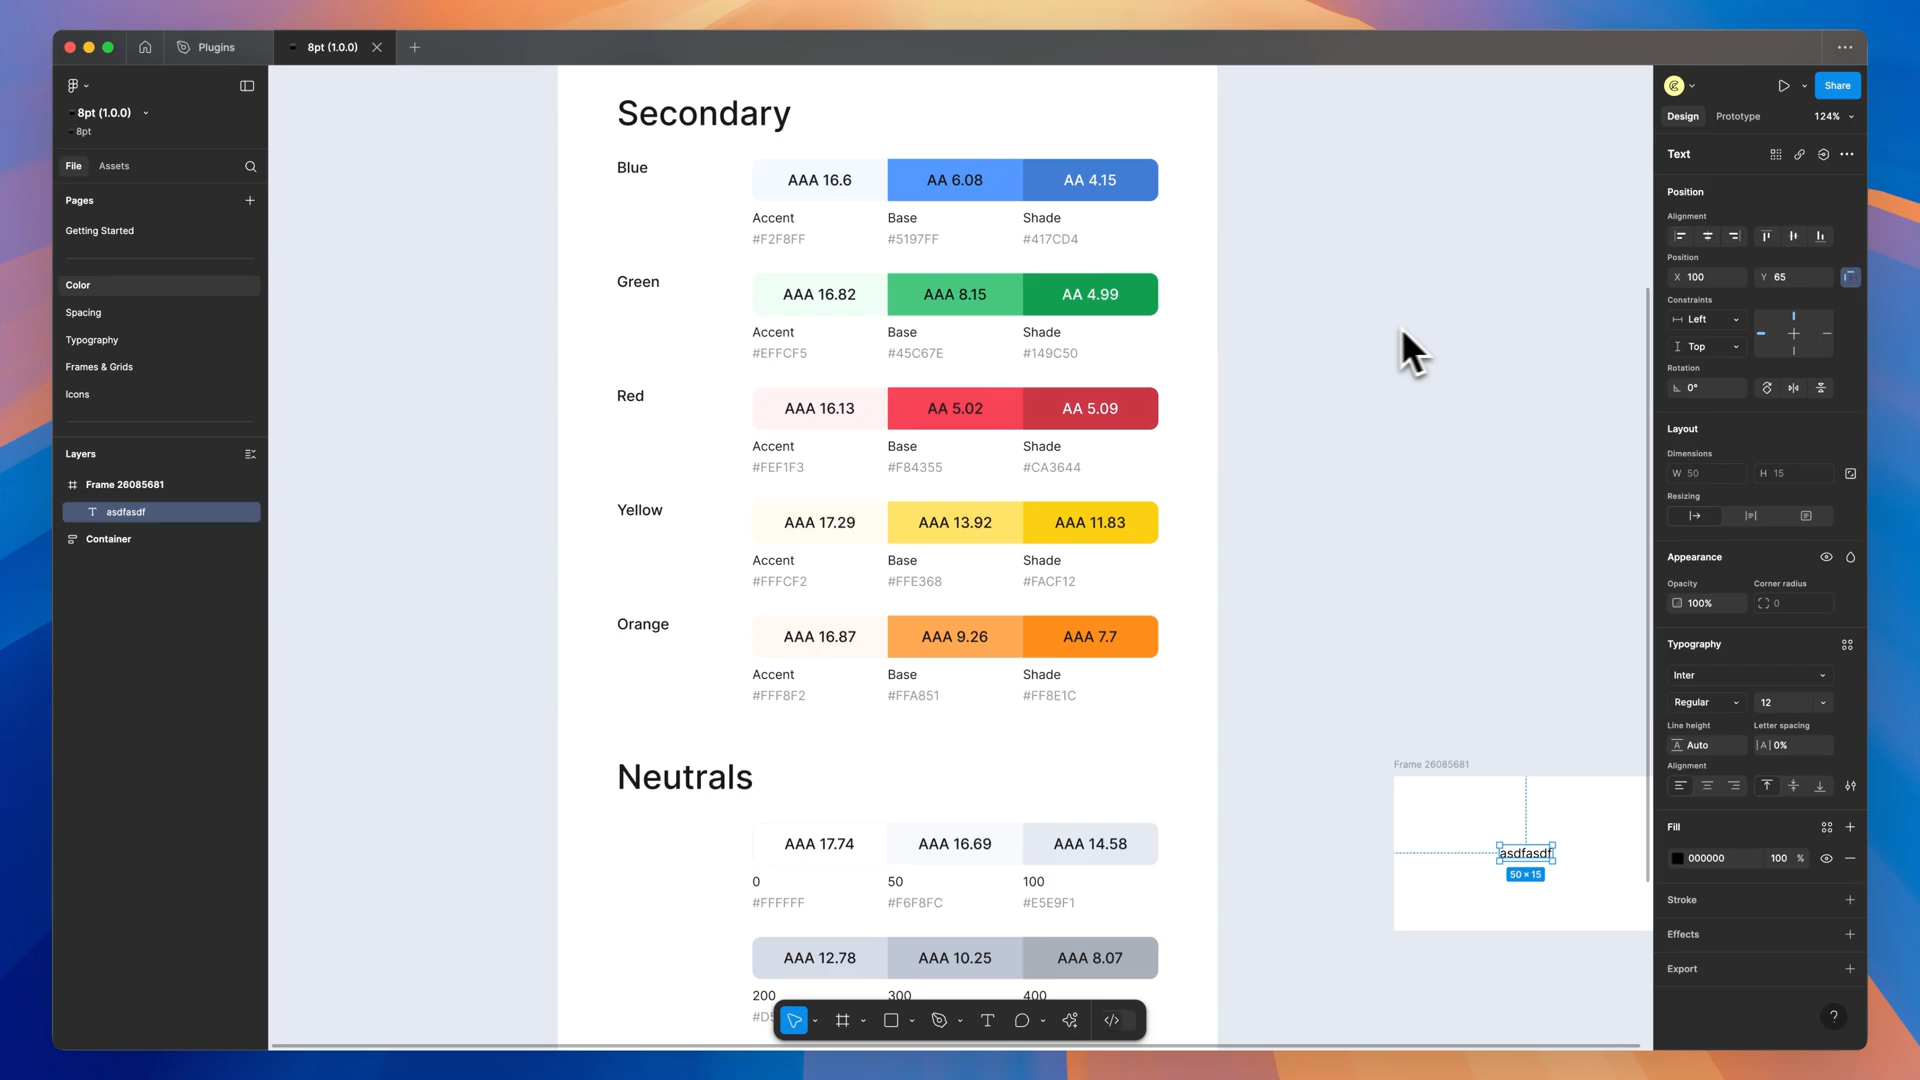 Plugins
8pt (1.0.0)
8pt (1.0.0)
8pt
File Assets
Pages
Getting Started
Color
Spacing
Typography
Frames & Grids
Icons
Layers
Frame 26085681
asdfasdf
Container
Secondary
Blue
AAA 16.6 AA 6.08 AA 4.15
Accent Base Shade
#F2F8FF #5197FF #417CD4
Green
AAA 16.82 AAA 8.15 AA 4.99
Accent Base Shade
#EFFCF5 #45C67E #149C50
Red
AAA 16.13 AA 5.02 AA 5.09
Accent Base Shade
#FEF1F3 #F84355 #CA3644
Yellow
AAA 17.29 AAA 13.92 AAA 11.83
Accent Base Shade
#FFFCF2 #FFE368 #FACF12
Orange
AAA 16.87 AAA 9.26 AAA 7.7
Accent Base Shade
#FFF8F2 #FFA851 #FF8E1C
Neutrals
AAA 17.74 AAA 16.69 AAA 14.58
0 50 100
#FFFFFF #F6F8FC #E5E9F1
AAA 12.78 AAA 10.25 AAA 8.07
200 300 400
Frame 26085681
asdfasdf
50 × 15
Share
Design Prototype 124%
Text
Position
Alignment
Position
X 100 Y 65
Constraints
Left
Top
Rotation
0°
Layout
Dimensions
W 50 H 15
Resizing
Appearance
Opacity Corner radius
100% 0
Typography
Inter
Regular 12
Line height Letter spacing
Auto |A| 0%
Alignment
Fill
000000 100 %
Stroke
Effects
Export
?